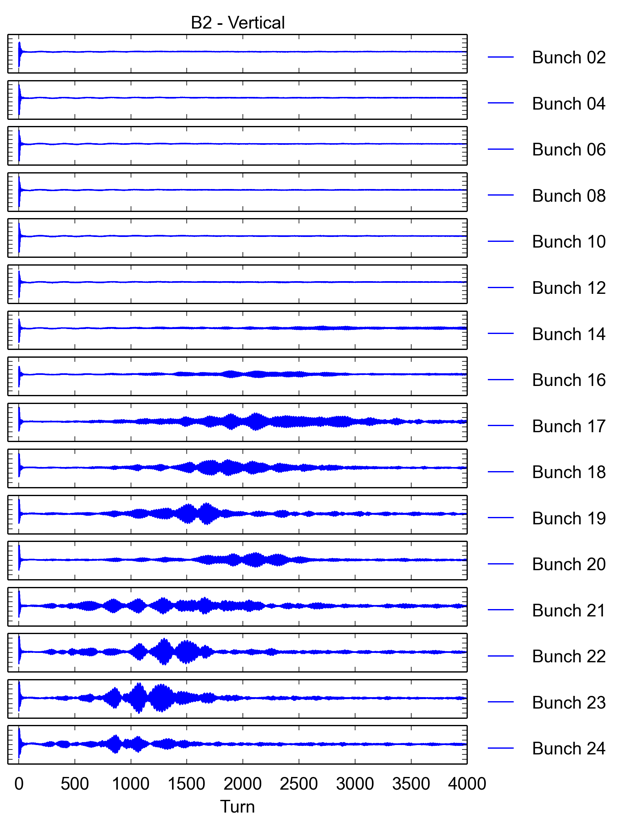 B2 - Vertical
Bunch 02
Bunch 04
Bunch 06
Bunch 08
Bunch 10
Bunch 12
Bunch 14
Bunch 16
Bunch 17
Bunch 18
Bunch 19
Bunch 20
Bunch 21
Bunch 22
Bunch 23
Bunch 24
0 500 1000 1500 2000 2500 3000 3500 4000
Turn